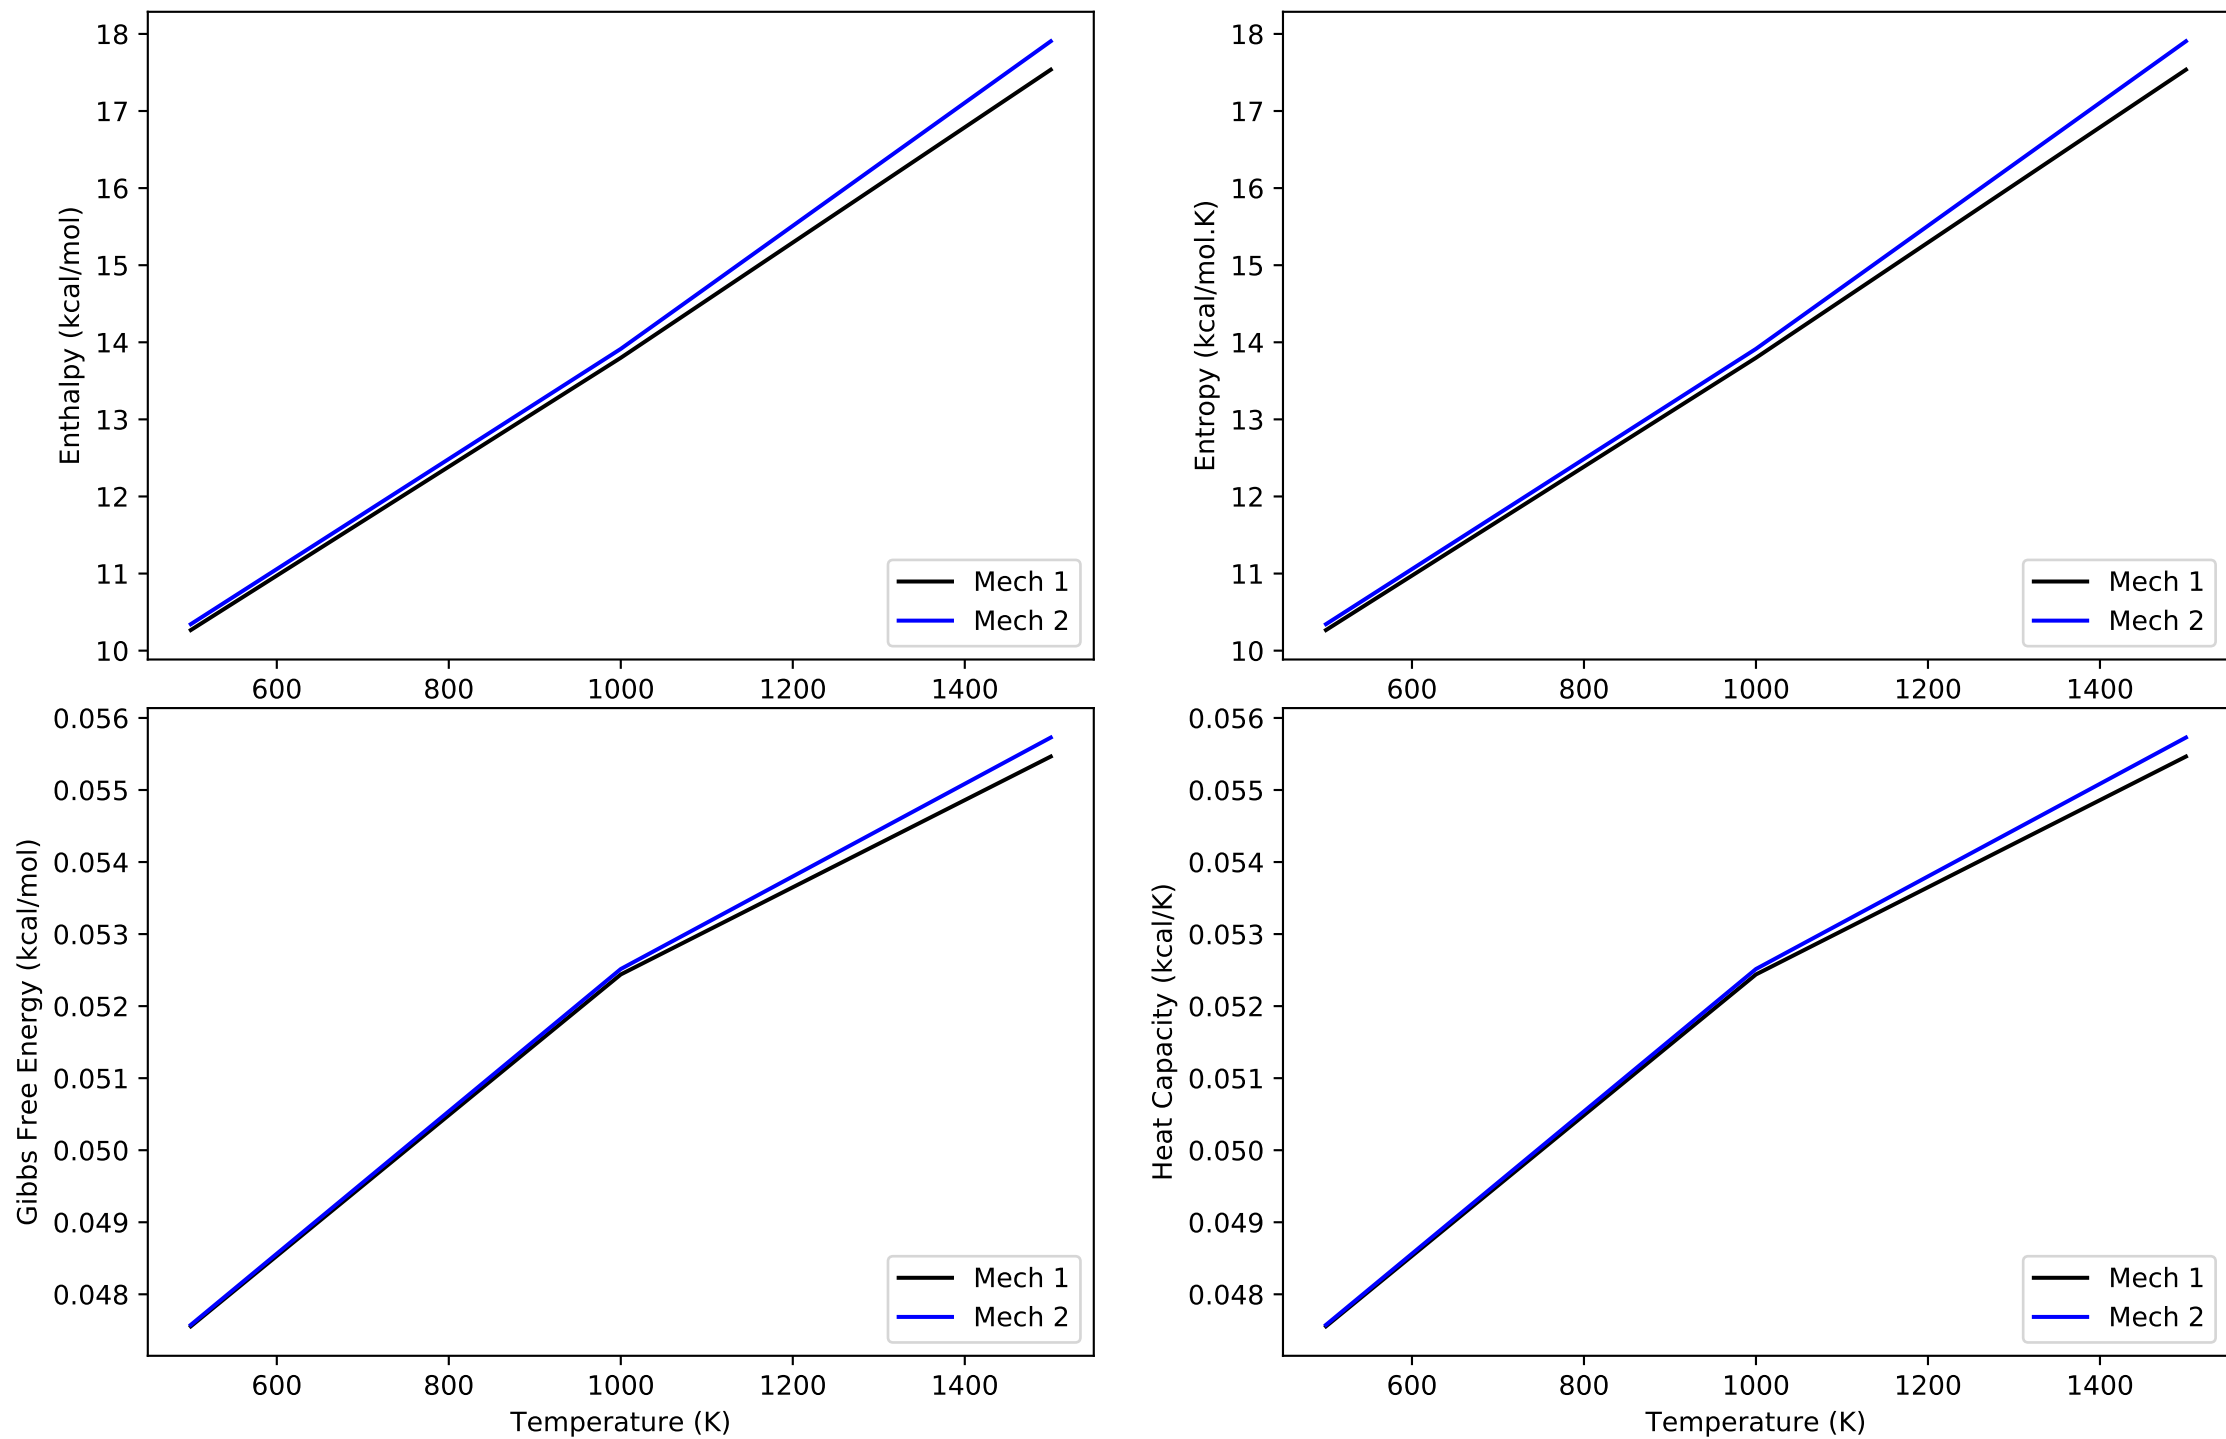 18
17
16
15
14
13
12
11
10
Enthalpy (kcal/mol)
600 800 1000 1200 1400
Mech 1
Mech 2
18
17
16
15
14
13
12
11
10
Entropy (kcal/mol.K)
600 800 1000 1200 1400
Mech 1
Mech 2
0.056
0.055
0.054
0.053
0.052
0.051
0.050
0.049
0.048
Gibbs Free Energy (kcal/mol)
600 800 1000 1200 1400
Temperature (K)
Mech 1
Mech 2
0.056
0.055
0.054
0.053
0.052
0.051
0.050
0.049
0.048
Heat Capacity (kcal/K)
600 800 1000 1200 1400
Temperature (K)
Mech 1
Mech 2